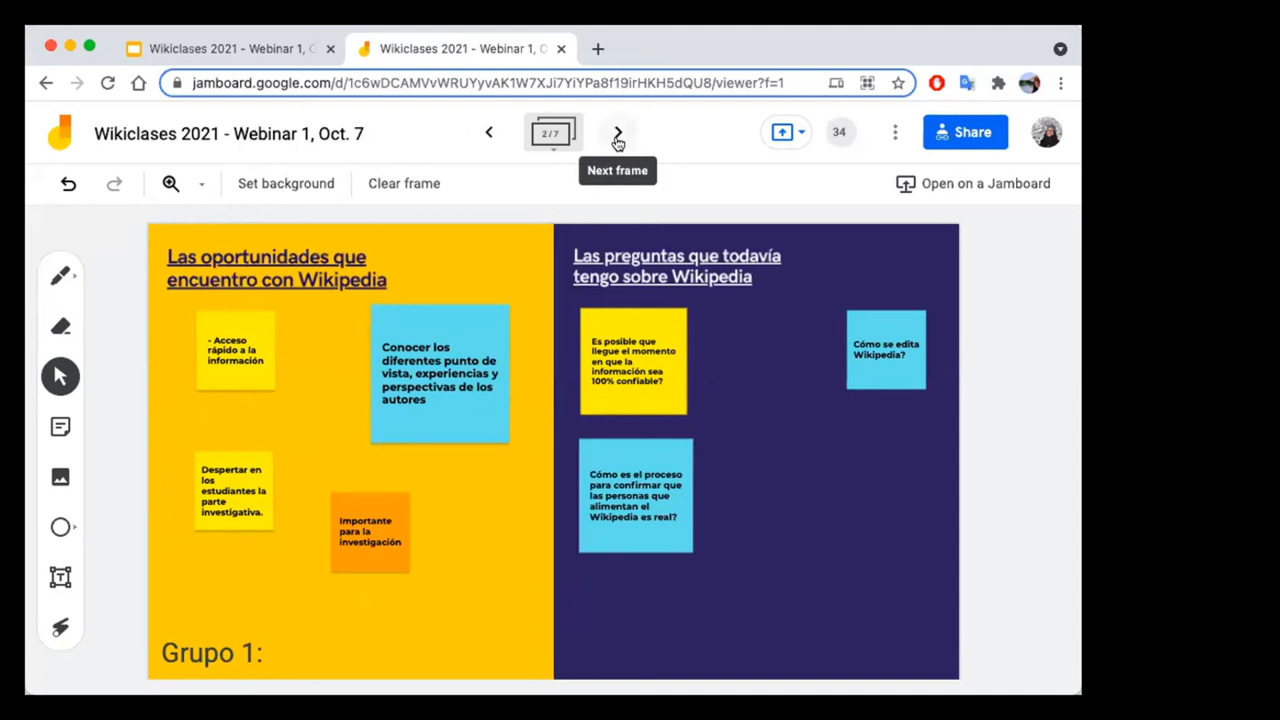 Wikiclases 2021 - Webinar 1, C
Wikiclases 2021 - Webinar 1, O
jamboard.google.com/d/1c6wDCAMVvWRUYyvAK1W7XJi7YiYPa8f19irHKH5dQU8/viewer?f=1
Wikiclases 2021 - Webinar 1, Oct. 7
2/7
34
Share
Next frame
Set background
Clear frame
Open on a Jamboard
Las oportunidades que
encuentro con Wikipedia
- Acceso
rápido a la
información
Conocer los
diferentes punto de
vista, experiencias y
perspectivas de los
autores
Despertar en
los
estudiantes la
parte
investigativa.
Importante
para la
investigación
Grupo 1:
Las preguntas que todavía
tengo sobre Wikipedia
Es posible que
llegue el momento
en que la
información sea
100% confiable?
Cómo se edita
Wikipedia?
Cómo es el proceso
para confirmar que
las personas que
alimentan el
Wikipedia es real?